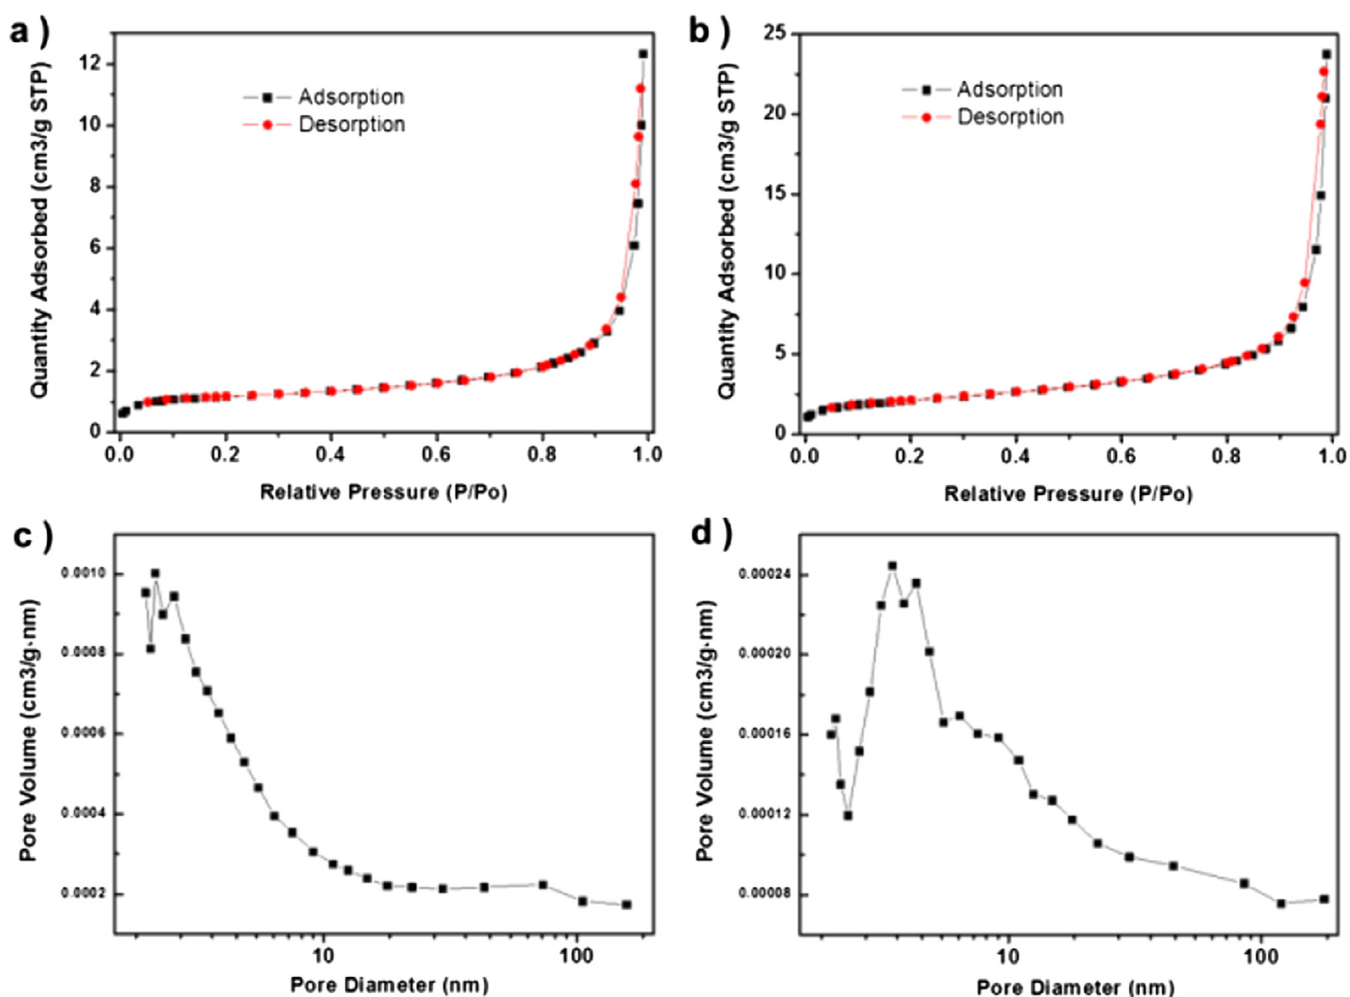 a )
12
10
8
6
4
2
0
Quantity Adsorbed (cm3/g STP)
Adsorption
Desorption
0.0 0.2 0.4 0.6 0.8 1.0
Relative Pressure (P/Po)
b )
25
20
15
10
5
0
Quantity Adsorbed (cm3/g STP)
Adsorption
Desorption
0.0 0.2 0.4 0.6 0.8 1.0
Relative Pressure (P/Po)
c )
0.0010
0.0008
0.0006
0.0004
0.0002
Pore Volume (cm3/g·nm)
10 100
Pore Diameter (nm)
d )
0.00024
0.00020
0.00016
0.00012
0.00008
Pore Volume (cm3/g·nm)
10 100
Pore Diameter (nm)